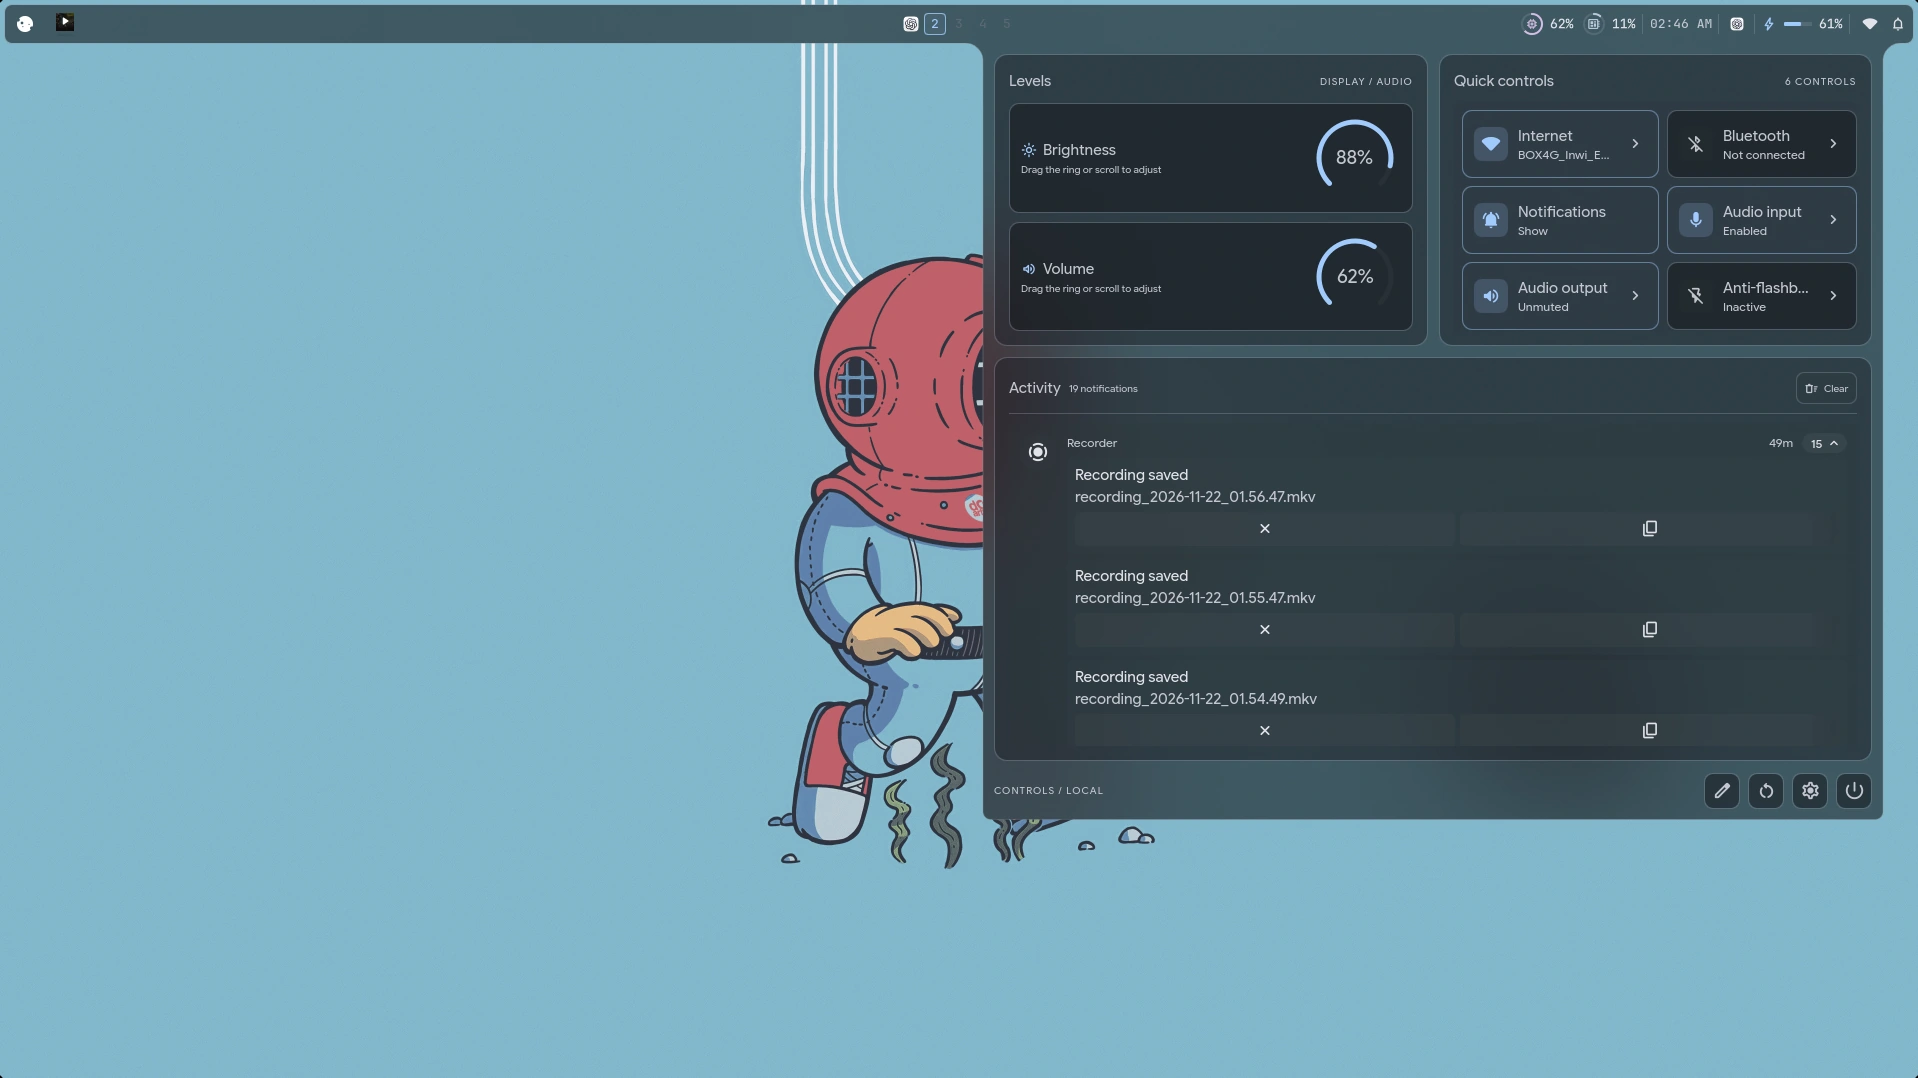 2 3 4 5
62% 11% 02:46 AM 61%
Levels DISPLAY / AUDIO
Brightness
Drag the ring or scroll to adjust
88%
Volume
Drag the ring or scroll to adjust
62%
Quick controls 6 CONTROLS
Internet
BOX4G_Inwi_E...
Bluetooth
Not connected
Notifications
Show
Audio input
Enabled
Audio output
Unmuted
Anti-flashb...
Inactive
Activity 19 notifications Clear
Recorder 49m 15
Recording saved
recording_2026-11-22_01.56.47.mkv
Recording saved
recording_2026-11-22_01.55.47.mkv
Recording saved
recording_2026-11-22_01.54.49.mkv
CONTROLS / LOCAL